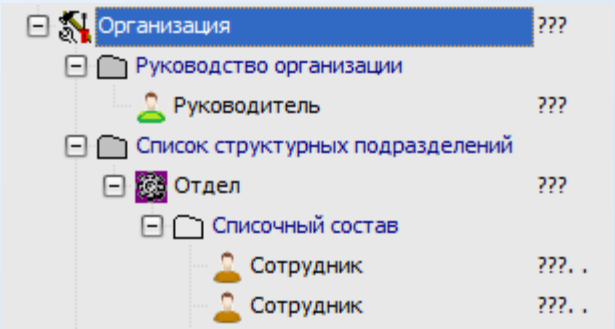 Организация ???
Руководство организации
Руководитель ???
Список структурных подразделений
Отдел ???
Списочный состав
Сотрудник ???. .
Сотрудник ???. .